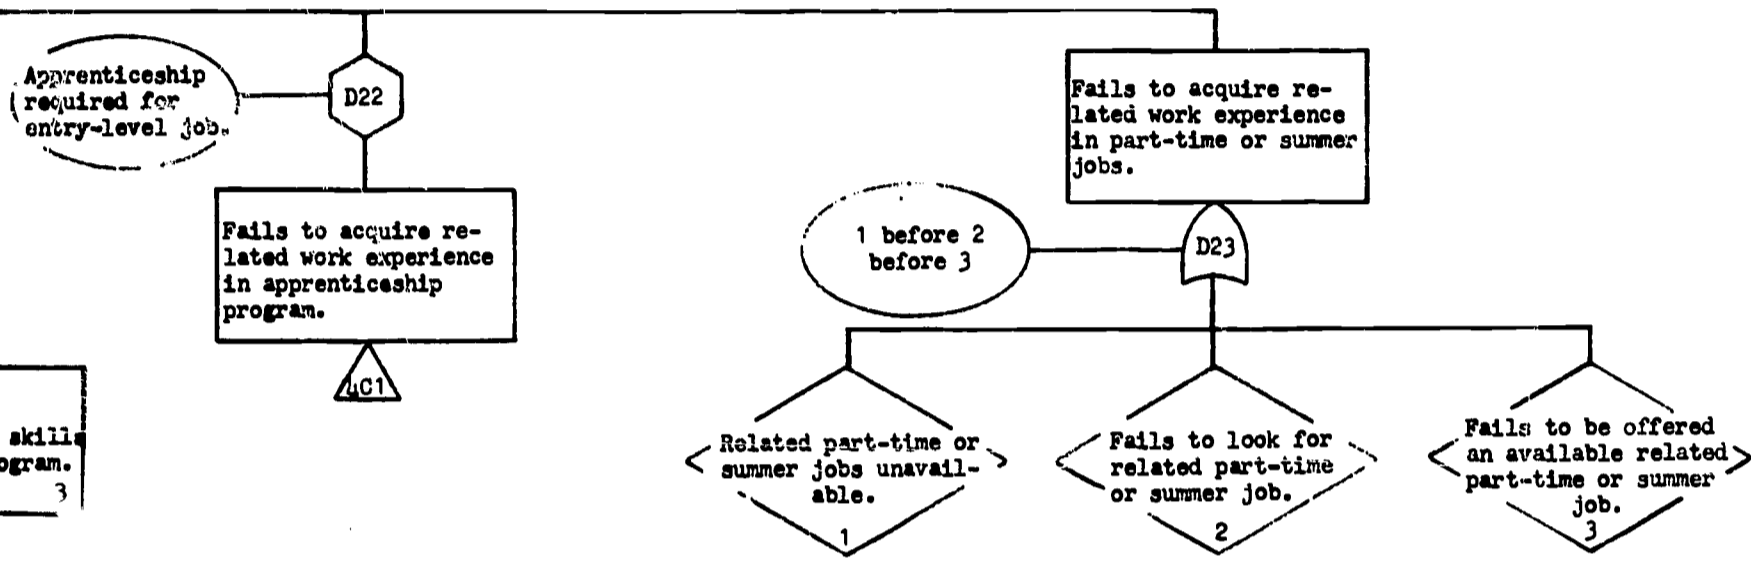 Apprenticeship
required for
entry-level job.
D22
Fails to acquire re-
lated work experience
in apprenticeship
program.
4C1
skills
3
Fails to acquire re-
lated work experience
in part-time or summer
jobs.
1 before 2
before 3
D23
Related part-time or
summer jobs unavail-
able.
1
Fails to look for
related part-time
or summer job.
2
Fails to be offered
an available related
part-time or summer
job.
3